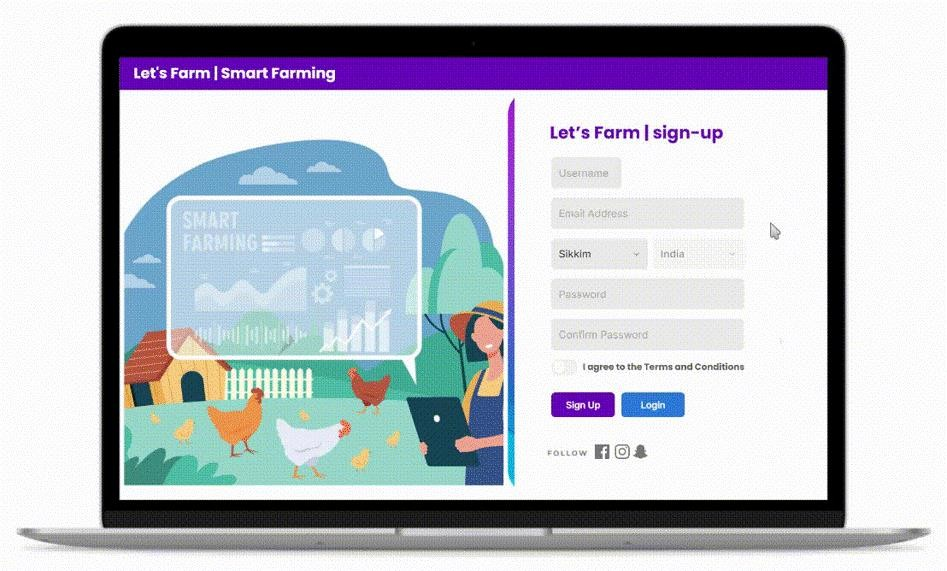 Let's Farm | Smart Farming
SMART
FARMING
Let's Farm | sign-up
Username
Email Address
Sikkim India
Password
Confirm Password
I agree to the Terms and Conditions
Sign Up Login
FOLLOW